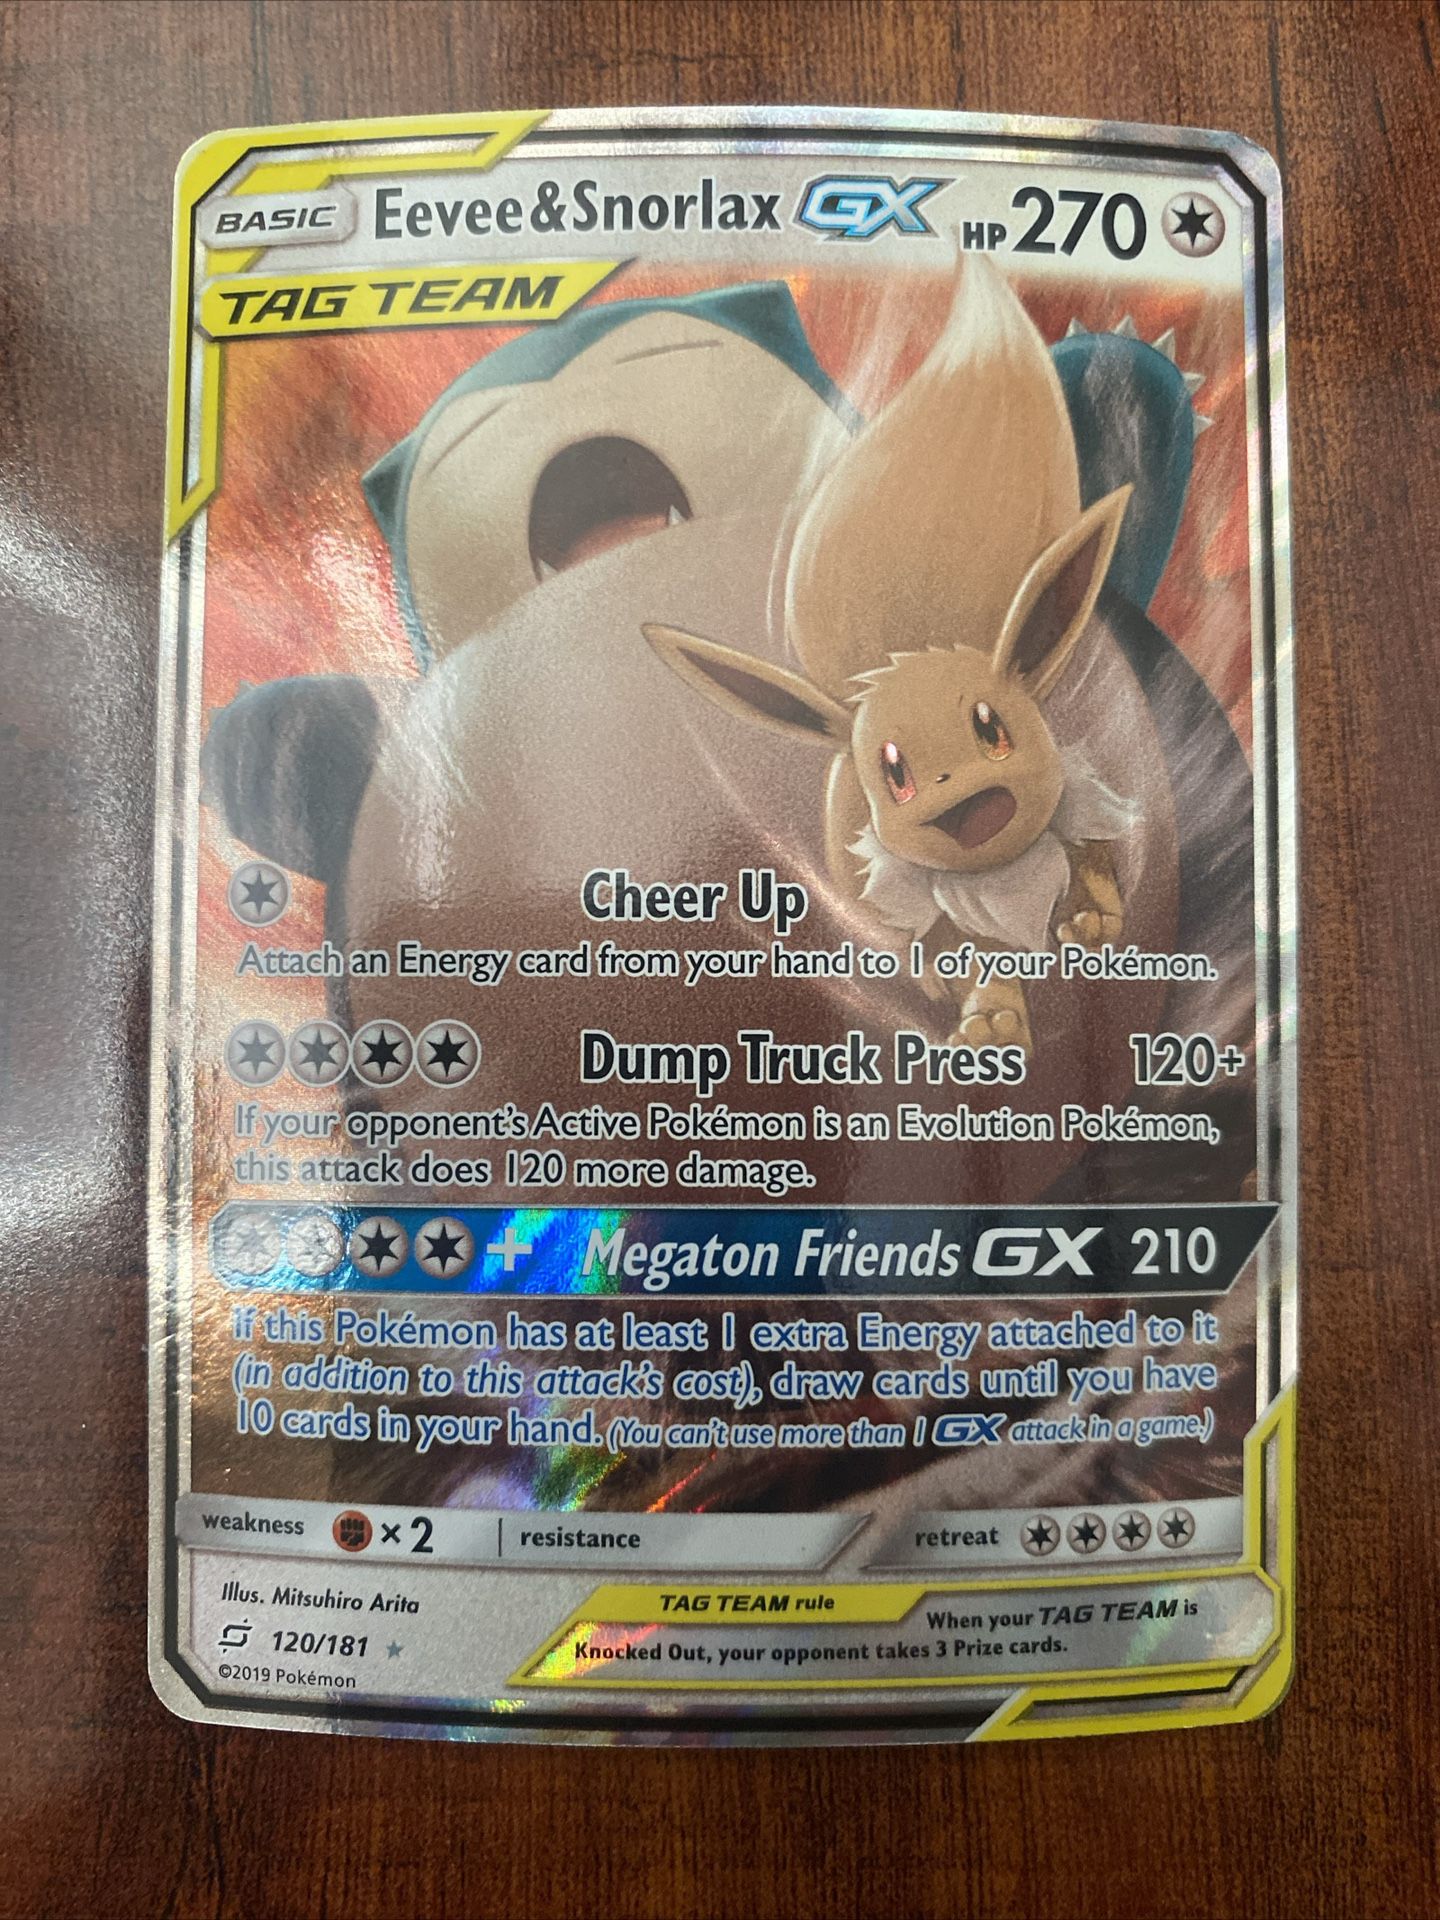 BASIC Eevee&Snorlax GX HP 270
TAG TEAM
Cheer Up
Attach an Energy card from your hand to 1 of your Pokémon.
Dump Truck Press 120+
If your opponent's Active Pokémon is an Evolution Pokémon,
this attack does 120 more damage.
+ Megaton Friends GX 210
If this Pokémon has at least 1 extra Energy attached to it
(in addition to this attack's cost), draw cards until you have
10 cards in your hand. (You can't use more than 1 GX attack in a game.)
weakness × 2 resistance retreat
Illus. Mitsuhiro Arita
120/181
©2019 Pokémon
TAG TEAM rule
When your TAG TEAM is
Knocked Out, your opponent takes 3 Prize cards.